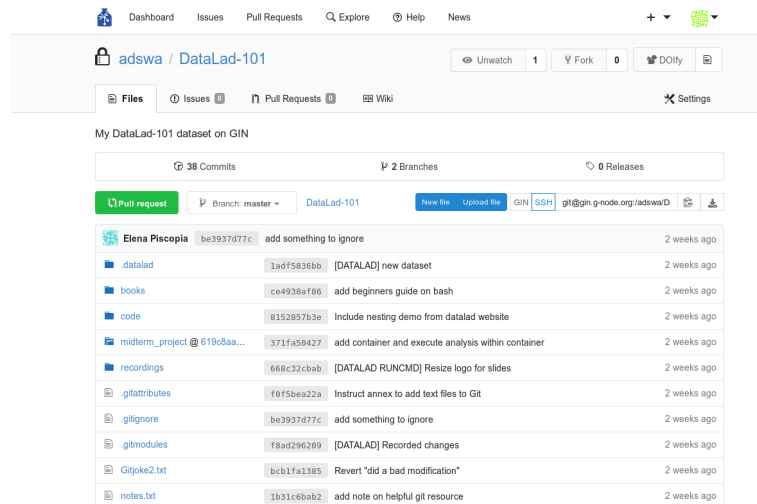 Dashboard Issues Pull Requests Explore Help News
adswa / DataLad-101 Unwatch 1 Fork 0 DOIfy
Files Issues 0 Pull Requests 0 Wiki Settings
My DataLad-101 dataset on GIN
38 Commits 2 Branches 0 Releases
Pull request Branch: master DataLad-101 New file Upload file GIN SSH git@gin.g-node.org:/adswa/D
Elena Piscopia be3937d77c add something to ignore 2 weeks ago
.datalad 1adf5836bb [DATALAD] new dataset 2 weeks ago
books ce4938af86 add beginners guide on bash 2 weeks ago
code 8152857b3e Include nesting demo from datalad website 2 weeks ago
midterm_project @ 619c8aa... 371fa50427 add container and execute analysis within container 2 weeks ago
recordings 668c32cbab [DATALAD RUNCMD] Resize logo for slides 2 weeks ago
.gitattributes f0f5bea22a Instruct annex to add text files to Git 2 weeks ago
.gitignore be3937d77c add something to ignore 2 weeks ago
.gitmodules f8ad296209 [DATALAD] Recorded changes 2 weeks ago
Gitjoke2.txt bcb1fa1385 Revert "did a bad modification" 2 weeks ago
notes.txt 1b31c6bab2 add note on helpful git resource 2 weeks ago